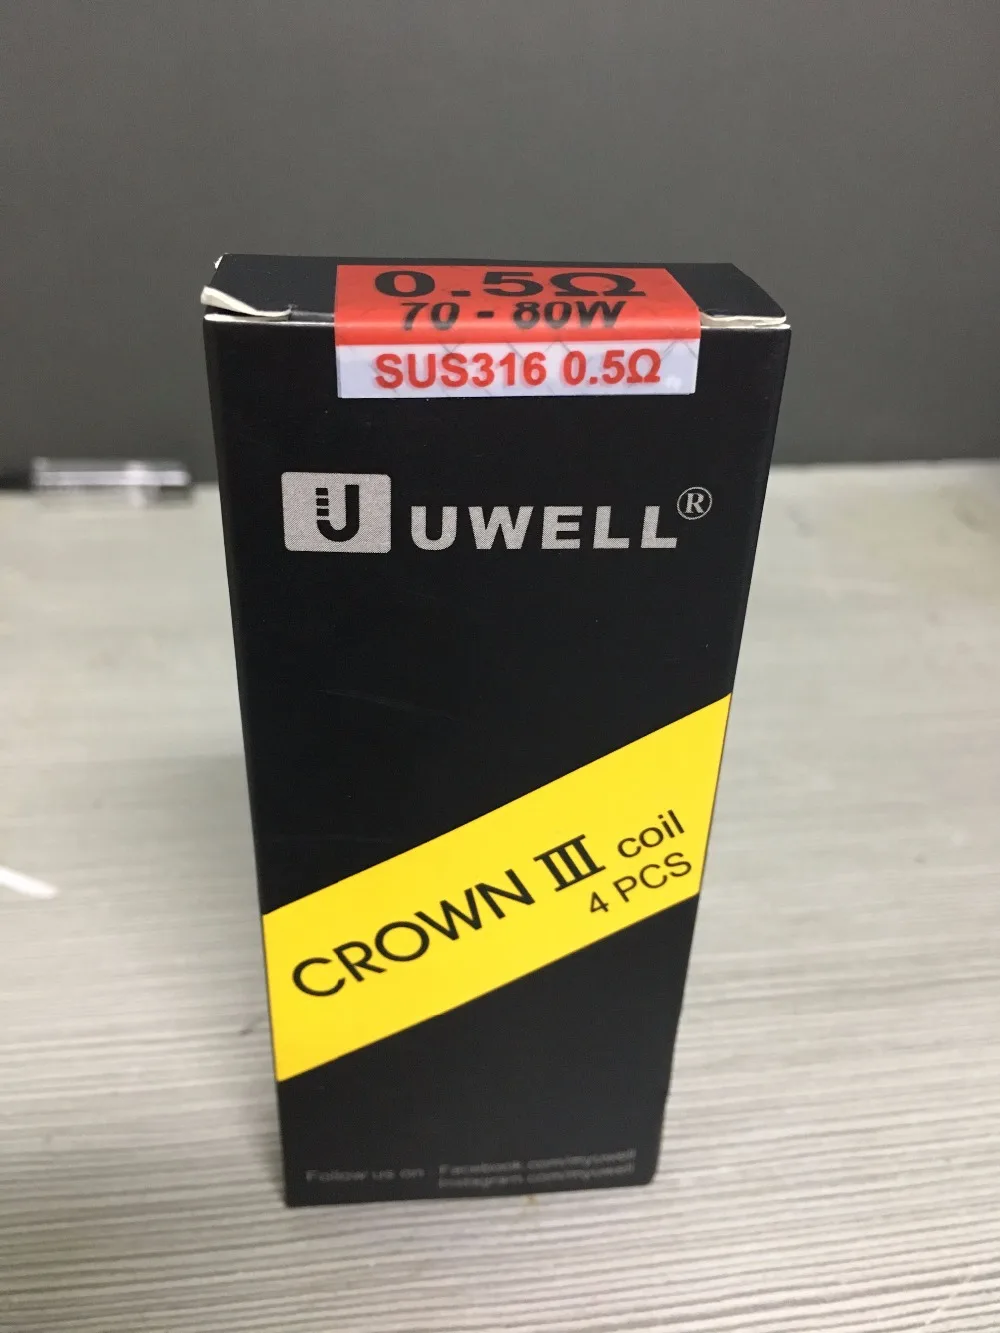 0.5Ω
70 - 80W
SUS316 0.5Ω
UWELL®
CROWN III coil
4 PCS
Follow us on Facebook.com/myuwell
Instagram.com/myuwell